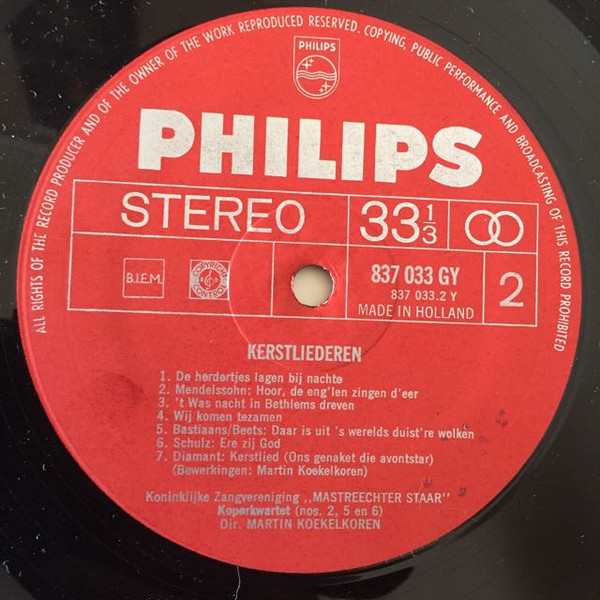 ALL RIGHTS OF THE RECORD PRODUCER AND OF THE OWNER OF THE WORK REPRODUCED RESERVED. COPYING, PUBLIC PERFORMANCE AND BROADCASTING OF THIS RECORD PROHIBITED
PHILIPS
PHILIPS
STEREO 33 1/3
B.I.E.M. COPYRIGHT CONTROL 837 033 GY 2
837 033.2 Y
MADE IN HOLLAND
KERSTLIEDEREN
1. De herdertjes lagen bij nachte
2. Mendelssohn: Hoor, de eng'len zingen d'eer
3. 't Was nacht in Bethlems dreven
4. Wij komen tezamen
5. Bastiaans/Beets: Daar is uit 's werelds duist're wolken
6. Schulz: Ere zij God
7. Diamant: Kerstlied (Ons genaket die avontstar)
(Bewerkingen: Martin Koekelkoren)
Koninklijke Zangvereniging ,,MASTREECHTER STAAR''
Koperkwartet (nos. 2, 5 en 6)
Dir. MARTIN KOEKELKOREN